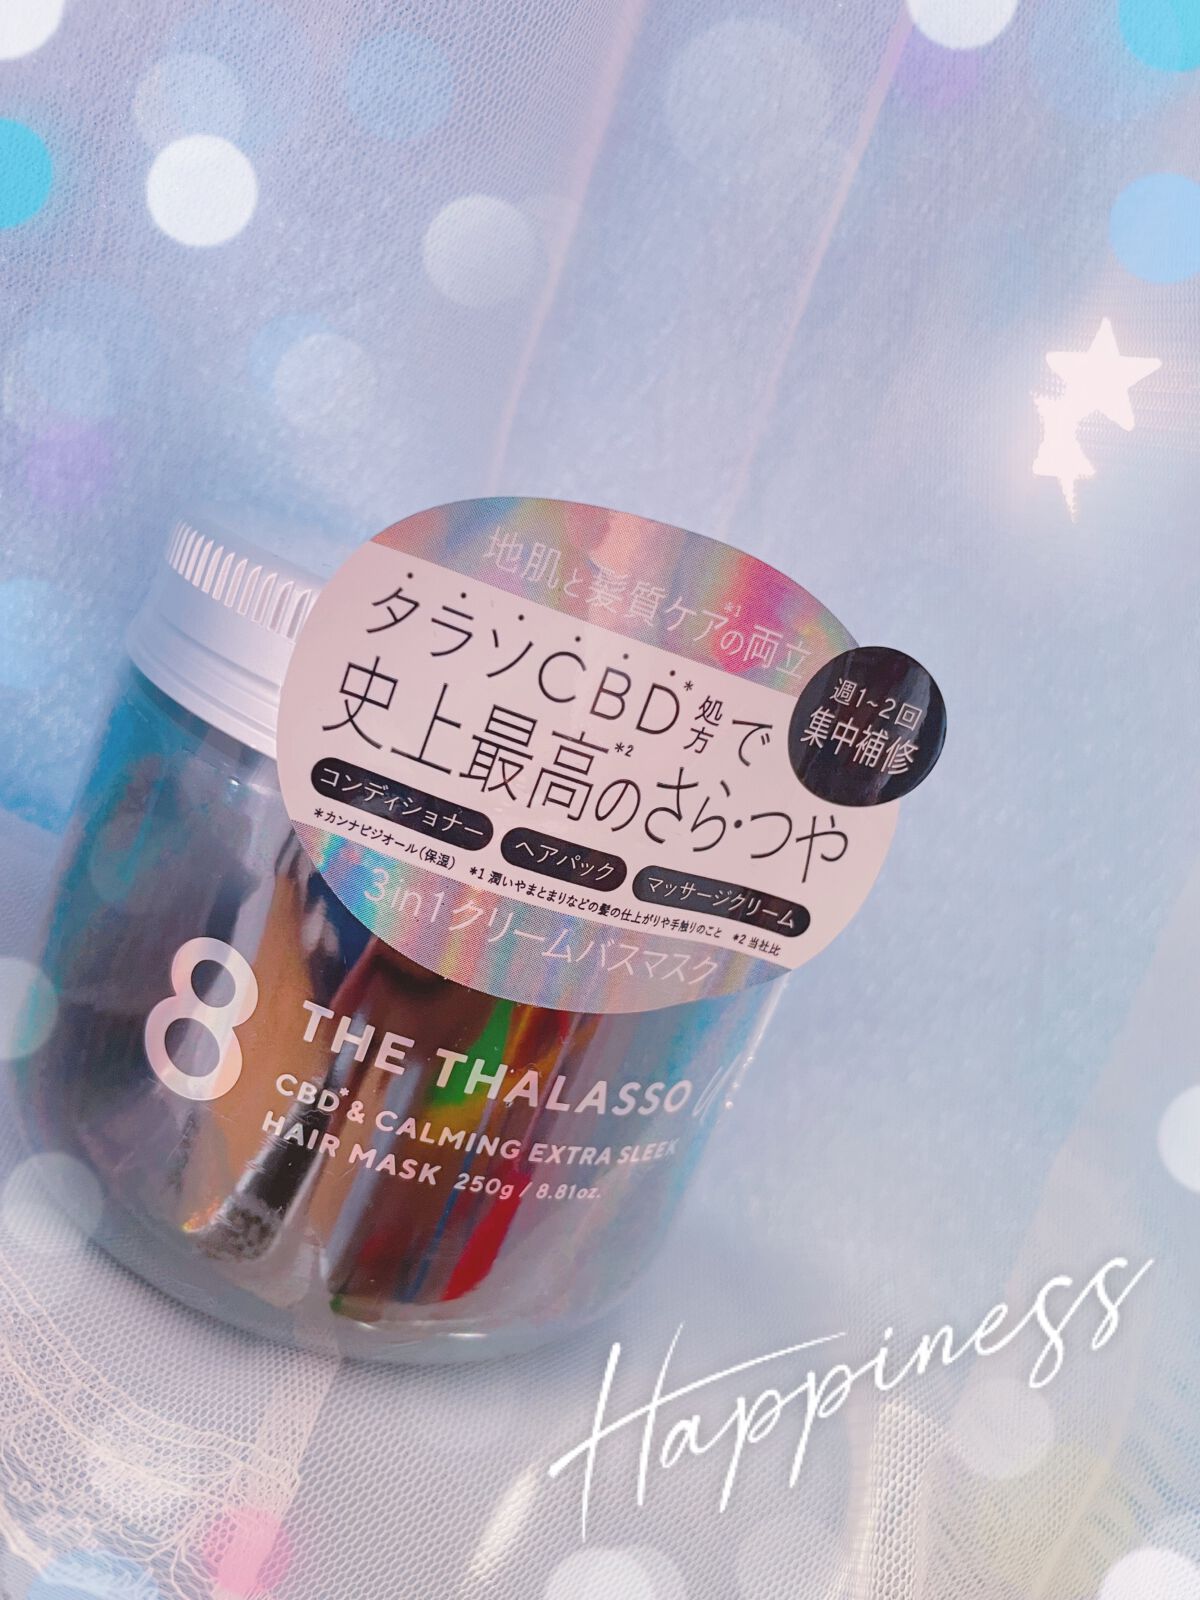 地肌と髪質ケア*1の両立
タラソCBD*処方で
史上最高*2のさら・つや
週1~2回
集中補修
コンディショナー ヘアパック マッサージクリーム
*カンナビジオール(保湿) *1 潤いやまとまりなどの髪の仕上がりや手触りのこと *2 当社比
3in1クリームバスマスク
8 THE THALASSO u:
CBD*& CALMING EXTRA SLEEK
HAIR MASK 250g / 8.81oz.
Happiness